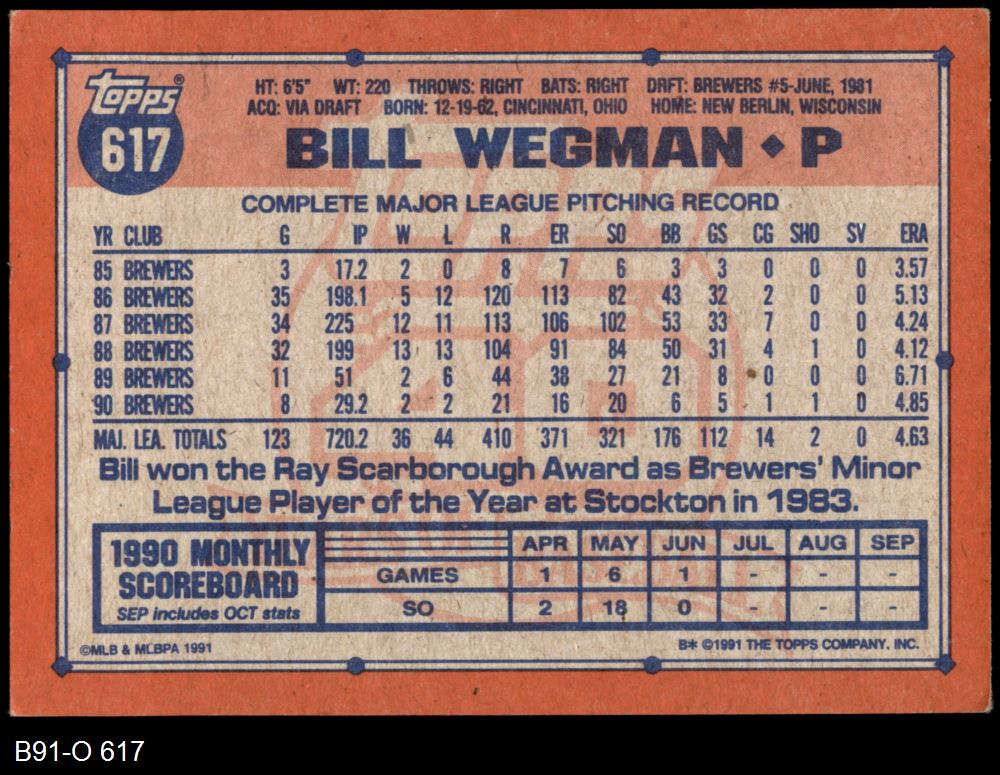 Topps®
617
HT: 6'5" WT: 220 THROWS: RIGHT BATS: RIGHT DRFT: BREWERS #5-JUNE, 1981
ACQ: VIA DRAFT BORN: 12-19-62, CINCINNATI, OHIO HOME: NEW BERLIN, WISCONSIN
BILL WEGMAN ♦ P
COMPLETE MAJOR LEAGUE PITCHING RECORD
YR CLUB G IP W L R ER SO BB GS CG SHO SV ERA
85 BREWERS 3 17.2 2 0 8 7 6 3 3 0 0 0 3.57
86 BREWERS 35 198.1 5 12 120 113 82 43 32 2 0 0 5.13
87 BREWERS 34 225 12 11 113 106 102 53 33 7 0 0 4.24
88 BREWERS 32 199 13 13 104 91 84 50 31 4 1 0 4.12
89 BREWERS 11 51 2 6 44 38 27 21 8 0 0 0 6.71
90 BREWERS 8 29.2 2 2 21 16 20 6 5 1 1 0 4.85
MAJ. LEA. TOTALS 123 720.2 36 44 410 371 321 176 112 14 2 0 4.63
Bill won the Ray Scarborough Award as Brewers' Minor
League Player of the Year at Stockton in 1983.
1990 MONTHLY
SCOREBOARD
SEP includes OCT stats
APR MAY JUN JUL AUG SEP
GAMES 1 6 1 - - -
SO 2 18 0 - - -
©MLB & MLBPA 1991
B* ©1991 THE TOPPS COMPANY, INC.
B91-O 617